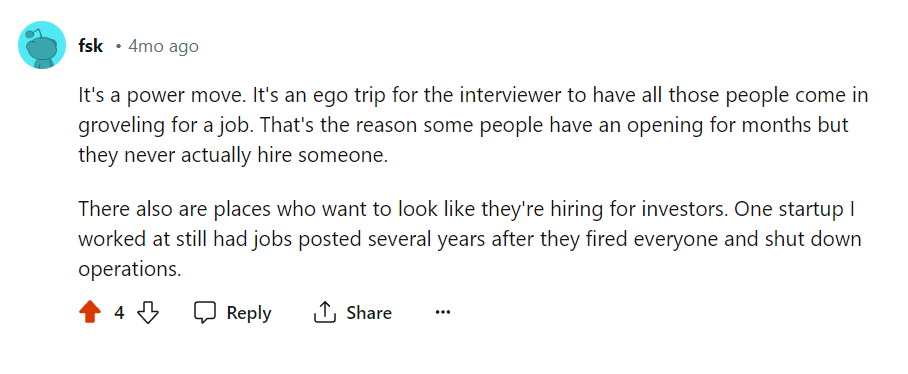 fsk • 4mo ago
It's a power move. It's an ego trip for the interviewer to have all those people come in
groveling for a job. That's the reason some people have an opening for months but
they never actually hire someone.
There also are places who want to look like they're hiring for investors. One startup I
worked at still had jobs posted several years after they fired everyone and shut down
operations.
4 Reply Share ...